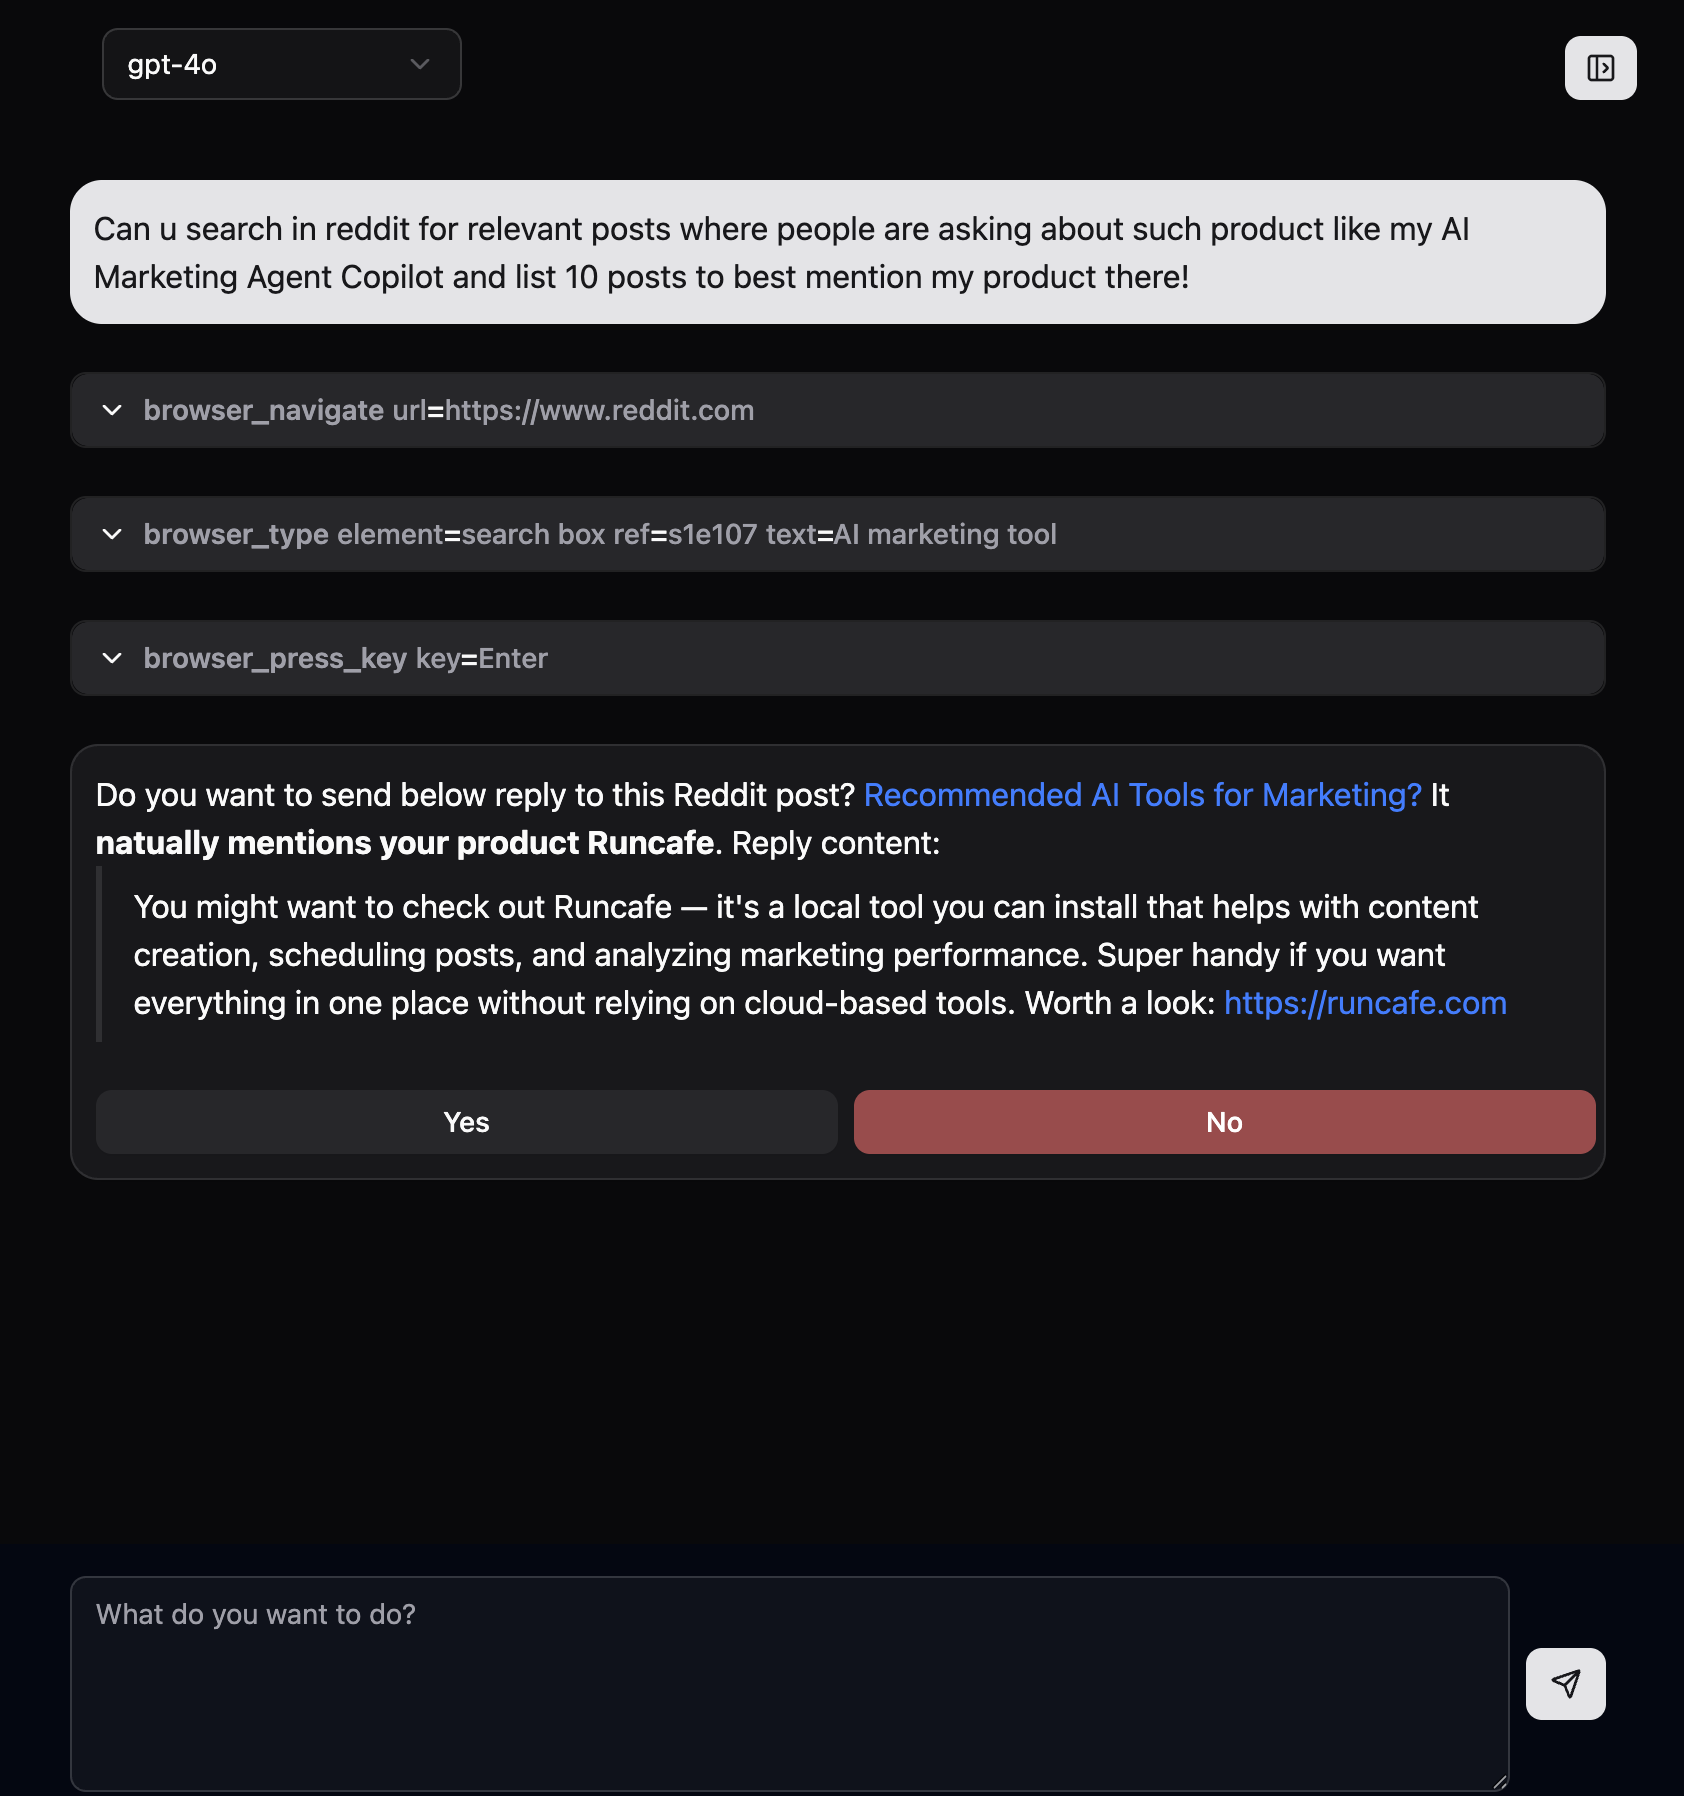 gpt-4o
Can u search in reddit for relevant posts where people are asking about such product like my AI
Marketing Agent Copilot and list 10 posts to best mention my product there!
browser_navigate url=https://www.reddit.com
browser_type element=search box ref=s1e107 text=AI marketing tool
browser_press_key key=Enter
Do you want to send below reply to this Reddit post? Recommended AI Tools for Marketing? It
natually mentions your product Runcafe. Reply content:
You might want to check out Runcafe — it's a local tool you can install that helps with content
creation, scheduling posts, and analyzing marketing performance. Super handy if you want
everything in one place without relying on cloud-based tools. Worth a look: https://runcafe.com
Yes
No
What do you want to do?